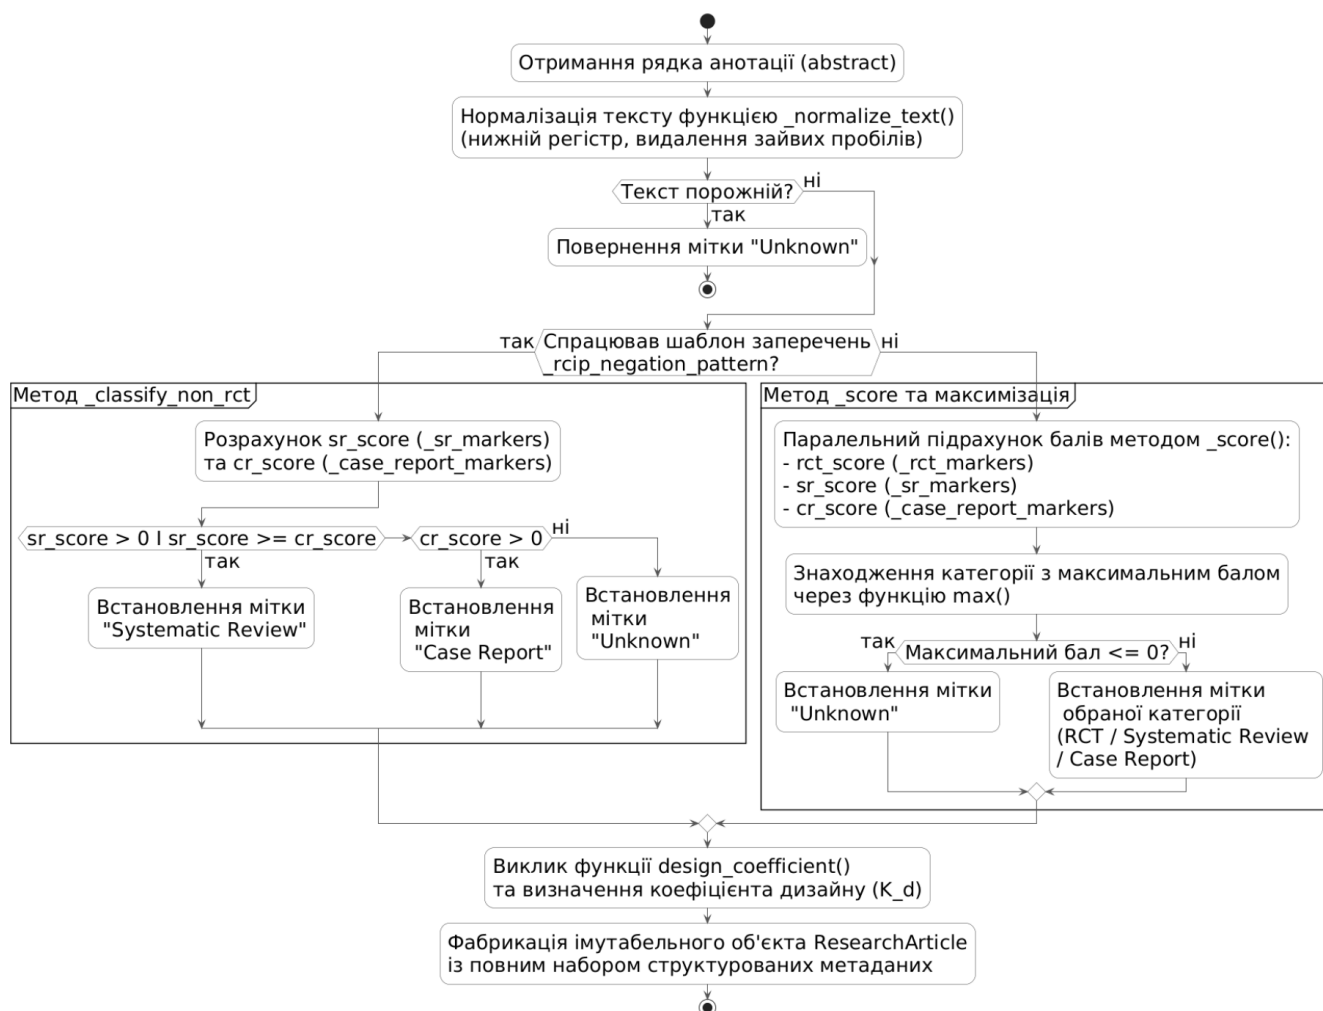 Отримання рядка анотації (abstract)
Нормалізація тексту функцією _normalize_text()
(нижній регістр, видалення зайвих пробілів)
Текст порожній?
ні
так
Повернення мітки "Unknown"
так
Спрацював шаблон заперечень
_rcip_negation_pattern?
ні
Метод _classify_non_rct
Розрахунок sr_score (_sr_markers)
та cr_score (_case_report_markers)
sr_score > 0 І sr_score >= cr_score
так
cr_score > 0
так
ні
Встановлення мітки
"Systematic Review"
Встановлення
мітки
"Case Report"
Встановлення
мітки
"Unknown"
Метод _score та максимізація
Паралельний підрахунок балів методом _score():
- rct_score (_rct_markers)
- sr_score (_sr_markers)
- cr_score (_case_report_markers)
Знаходження категорії з максимальним балом
через функцію max()
так
Максимальний бал <= 0?
ні
Встановлення мітки
"Unknown"
Встановлення мітки
обраної категорії
(RCT / Systematic Review
/ Case Report)
Виклик функції design_coefficient()
та визначення коефіцієнта дизайну (K_d)
Фабрикація імутабельного об'єкта ResearchArticle
із повним набором структурованих метаданих